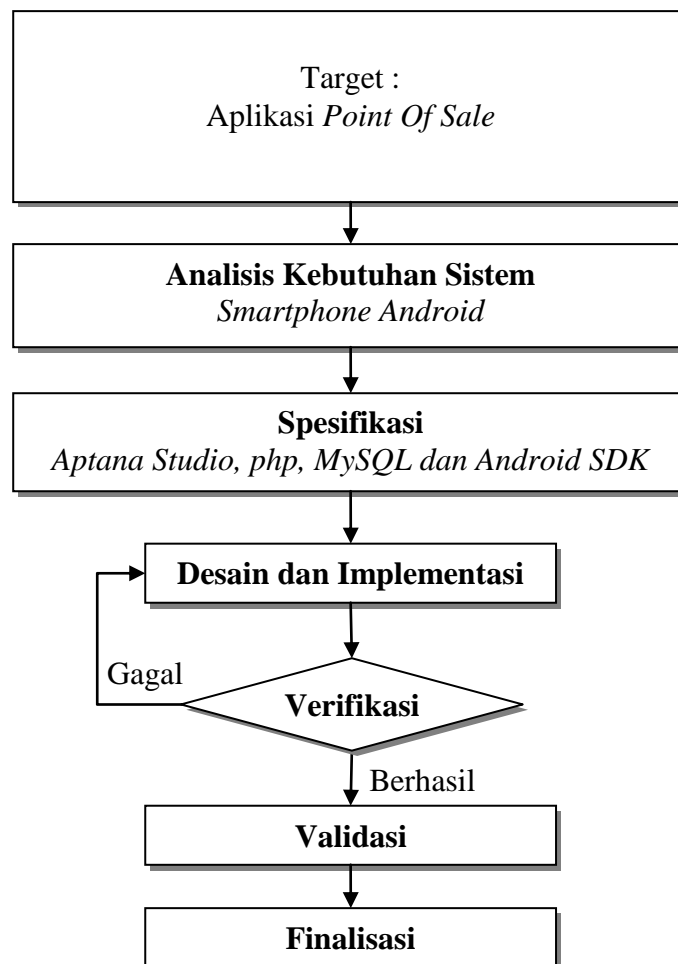 Target :
Aplikasi Point Of Sale
Analisis Kebutuhan Sistem
Smartphone Android
Spesifikasi
Aptana Studio, php, MySQL dan Android SDK
Desain dan Implementasi
Gagal
Verifikasi
Berhasil
Validasi
Finalisasi